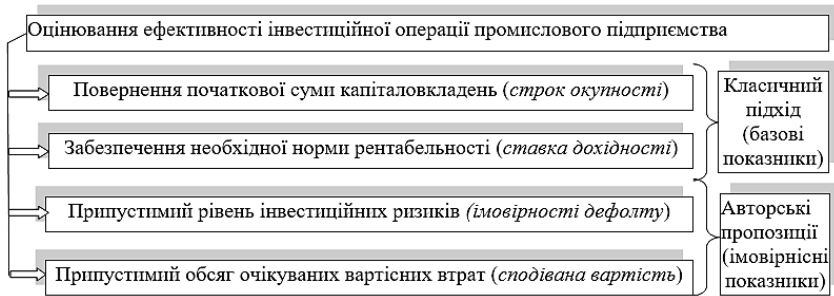 Оцінювання ефективності інвестиційної операції промислового підприємства
Повернення початкової суми капіталовкладень (строк окупності)
Забезпечення необхідної норми рентабельності (ставка дохідності)
Класичний
підхід
(базові
показники)
Припустимий рівень інвестиційних ризиків (імовірності дефолту)
Припустимий обсяг очікуваних вартісних втрат (сподівана вартість)
Авторські
пропозиції
(імовірнісні
показники)